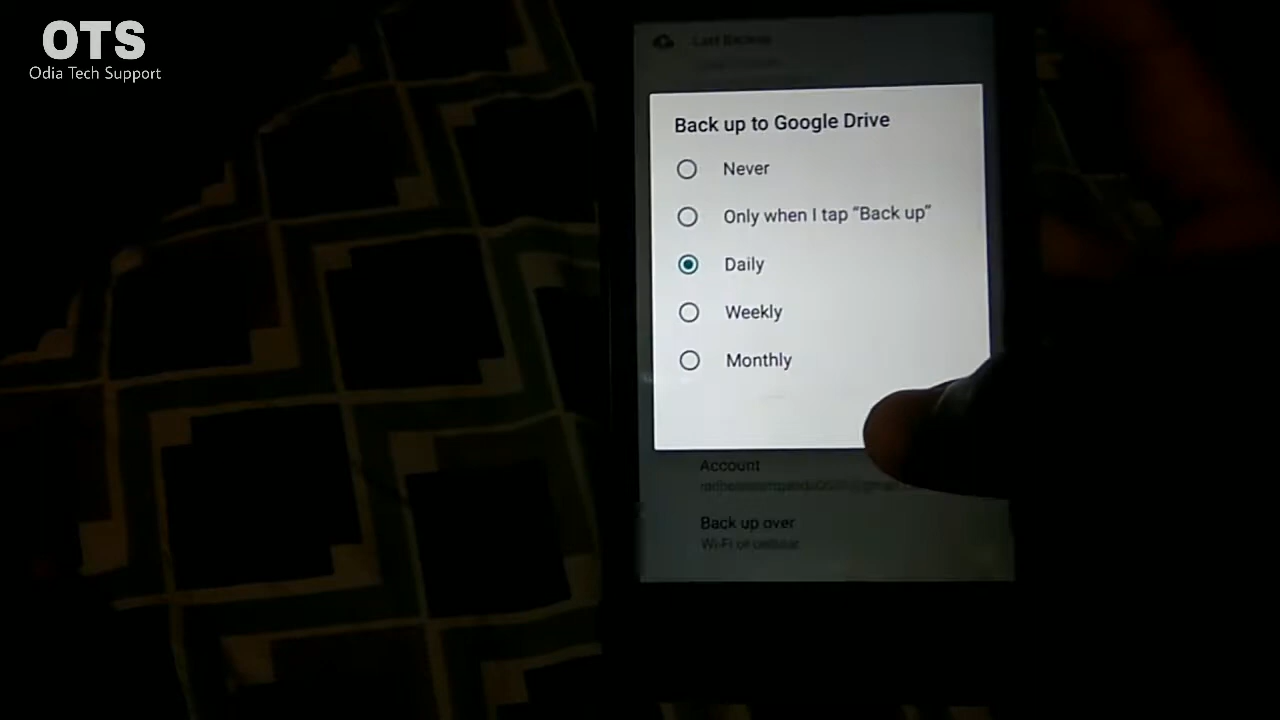 OTS
Odia Tech Support
Last Backup
Back up to Google Drive
Never
Only when I tap “Back up”
Daily
Weekly
Monthly
Account
Back up over
Wi-Fi or cellular